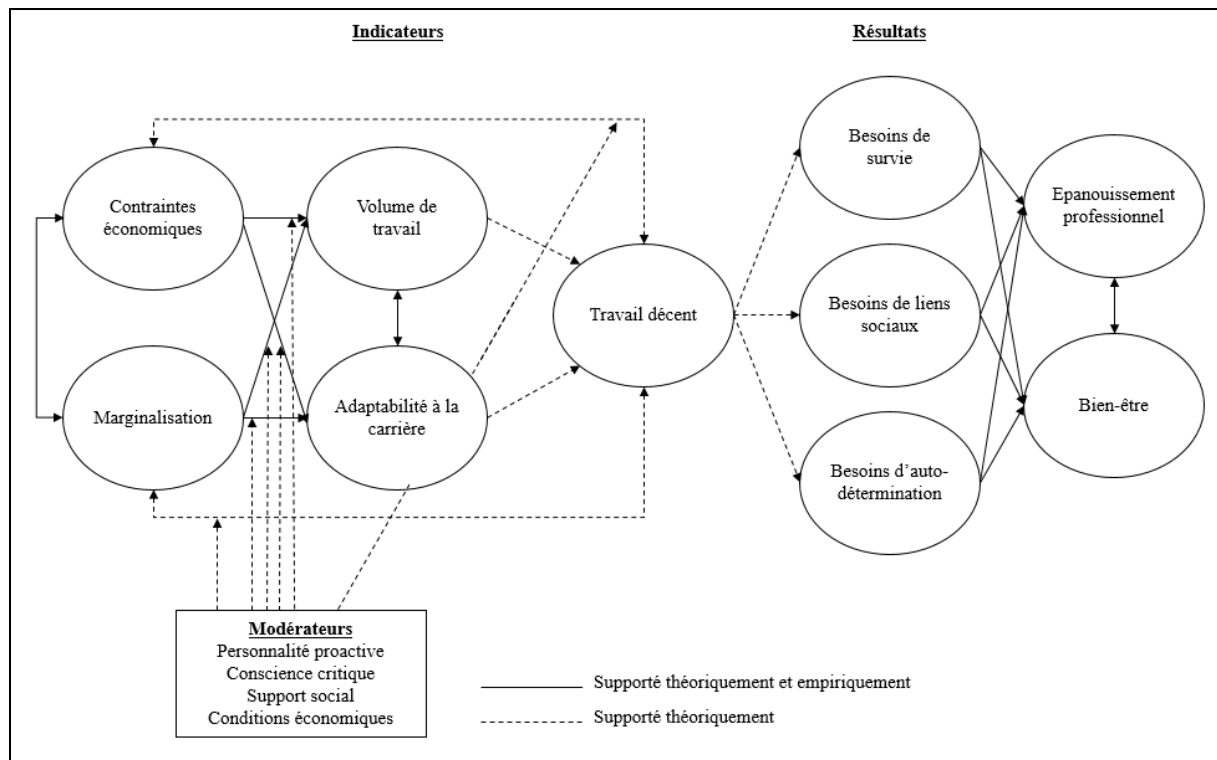 Indicateurs
Résultats
Contraintes
économiques
Volume de
travail
Marginalisation
Adaptabilité à la
carrière
Travail décent
Besoins de
survie
Besoins de liens
sociaux
Besoins d’auto-
détermination
Epanouissement
professionnel
Bien-être
Modérateurs
Personnalité proactive
Conscience critique
Support social
Conditions économiques
Supporté théoriquement et empiriquement
Supporté théoriquement